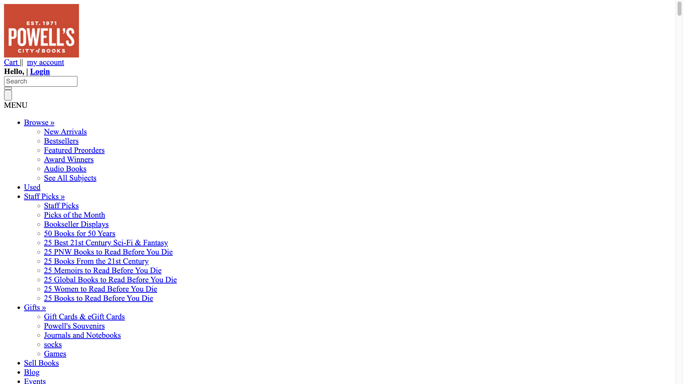 EST. 1971
POWELL'S
CITY of BOOKS
Cart || my account
Hello, | Login
Search
MENU
Browse »
New Arrivals
Bestsellers
Featured Preorders
Award Winners
Audio Books
See All Subjects
Used
Staff Picks »
Staff Picks
Picks of the Month
Bookseller Displays
50 Books for 50 Years
25 Best 21st Century Sci-Fi & Fantasy
25 PNW Books to Read Before You Die
25 Books From the 21st Century
25 Memoirs to Read Before You Die
25 Global Books to Read Before You Die
25 Women to Read Before You Die
25 Books to Read Before You Die
Gifts »
Gift Cards & eGift Cards
Powell's Souvenirs
Journals and Notebooks
socks
Games
Sell Books
Blog
Events